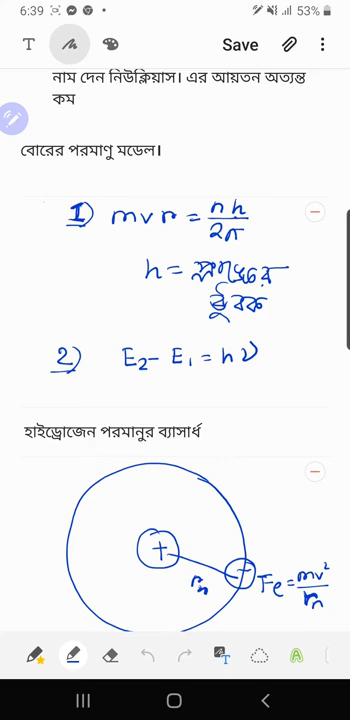 6:39
53%
T
Save
নাম দেন নিউক্লিয়াস। এর আয়তন অত্যন্ত
কম
বোরের পরমাণু মডেল।
1) mvr = nh/2π
h = প্লাঙ্কের
ধ্রুবক
2) E₂ - E₁ = hν
হাইড্রোজেন পরমানুর ব্যাসার্ধ
+
-
rₙ
Fe = mv²/rₙ
T
A